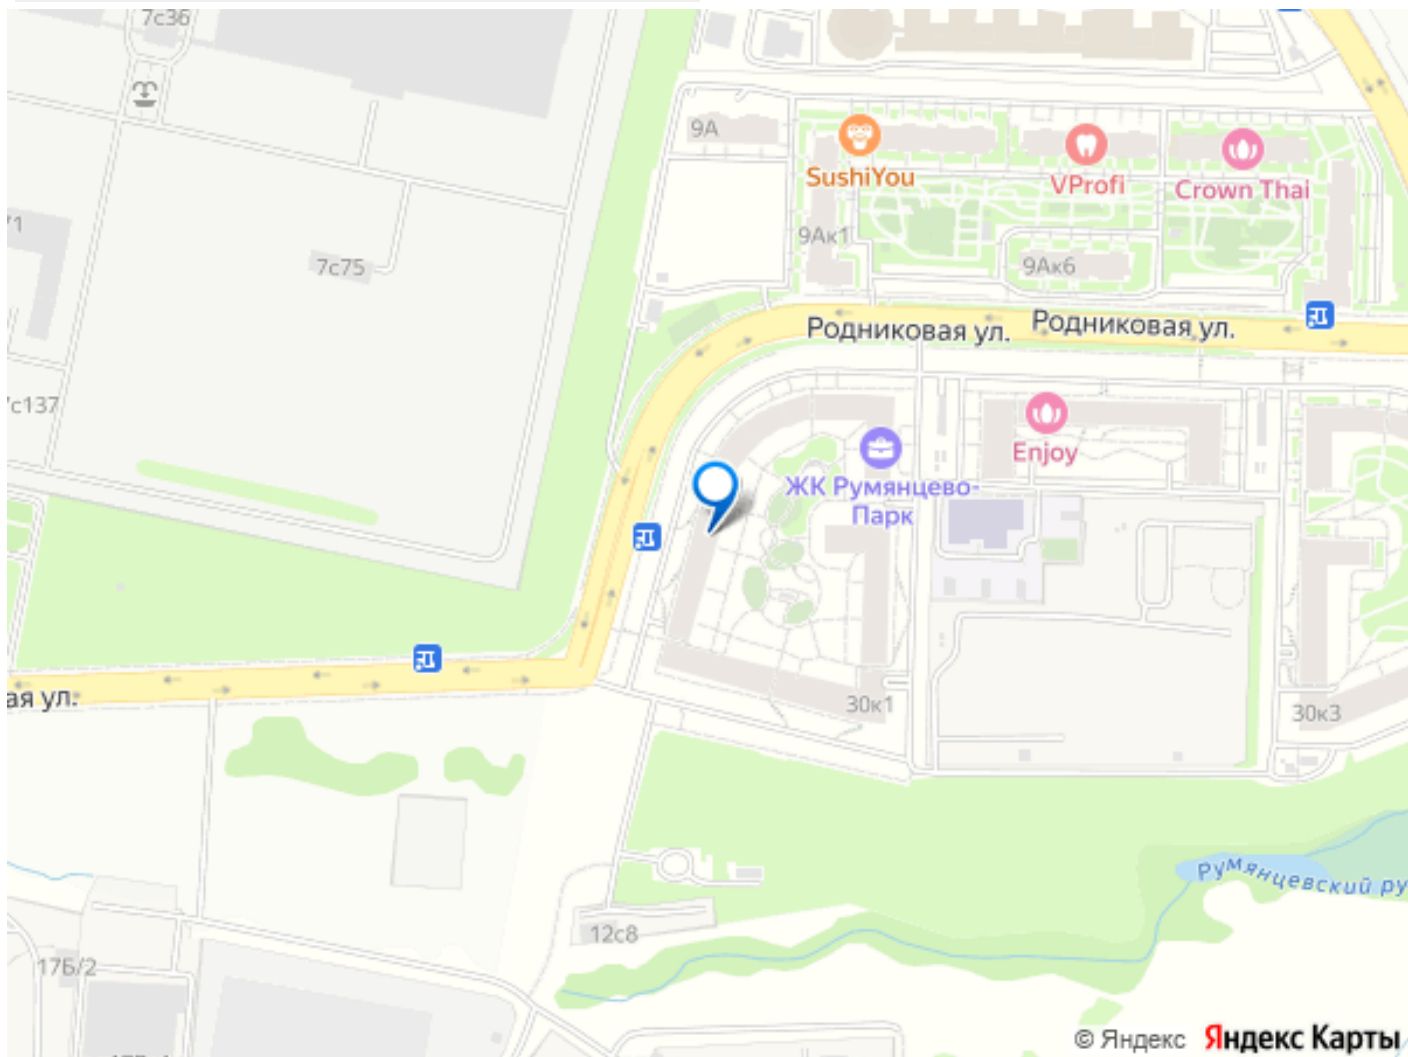 7с36
9А
SushiYou
VProfi
Crown Thai
9Ак1
7с75
9Ак6
Родниковая ул.
Родниковая ул.
7с137
Enjoy
ЖК Румянцево-
Парк
ая ул.
30к1
30к3
Румянцевский ру
12с8
17Б/2
© Яндекс Яндекс Карты